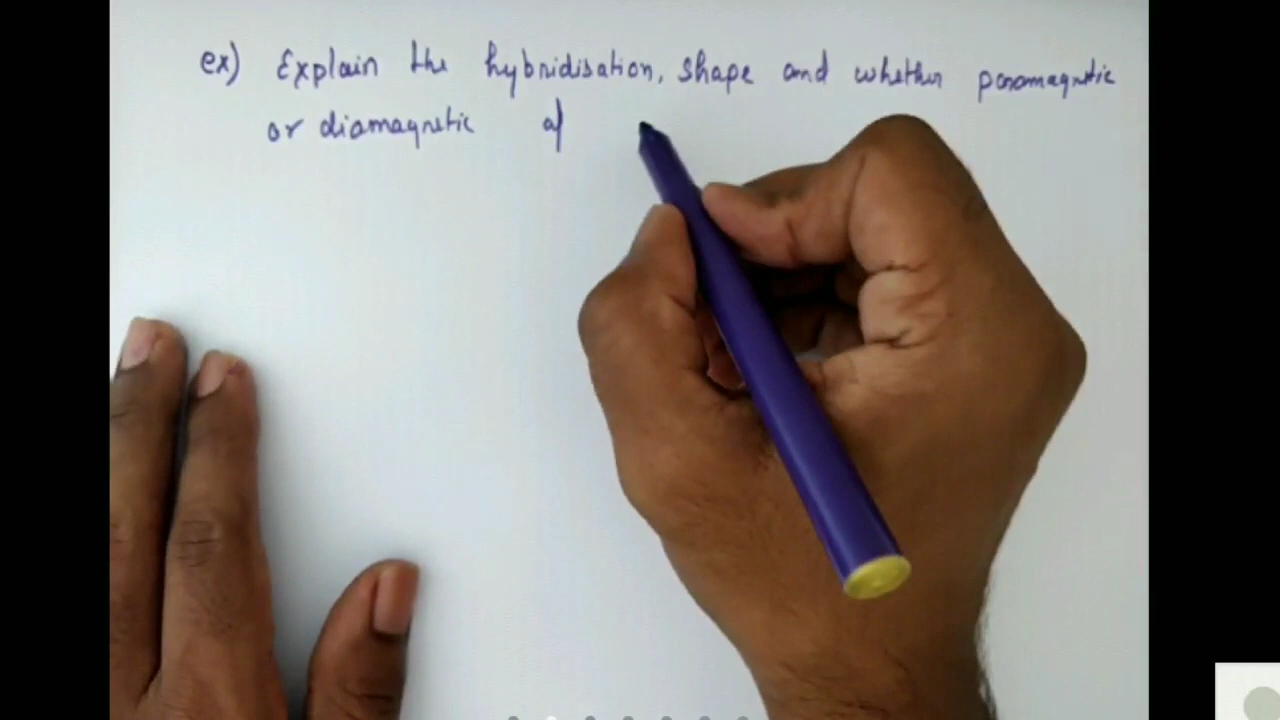 ex) Explain the hybridisation, shape and whether paramagnetic
or diamagnetic of